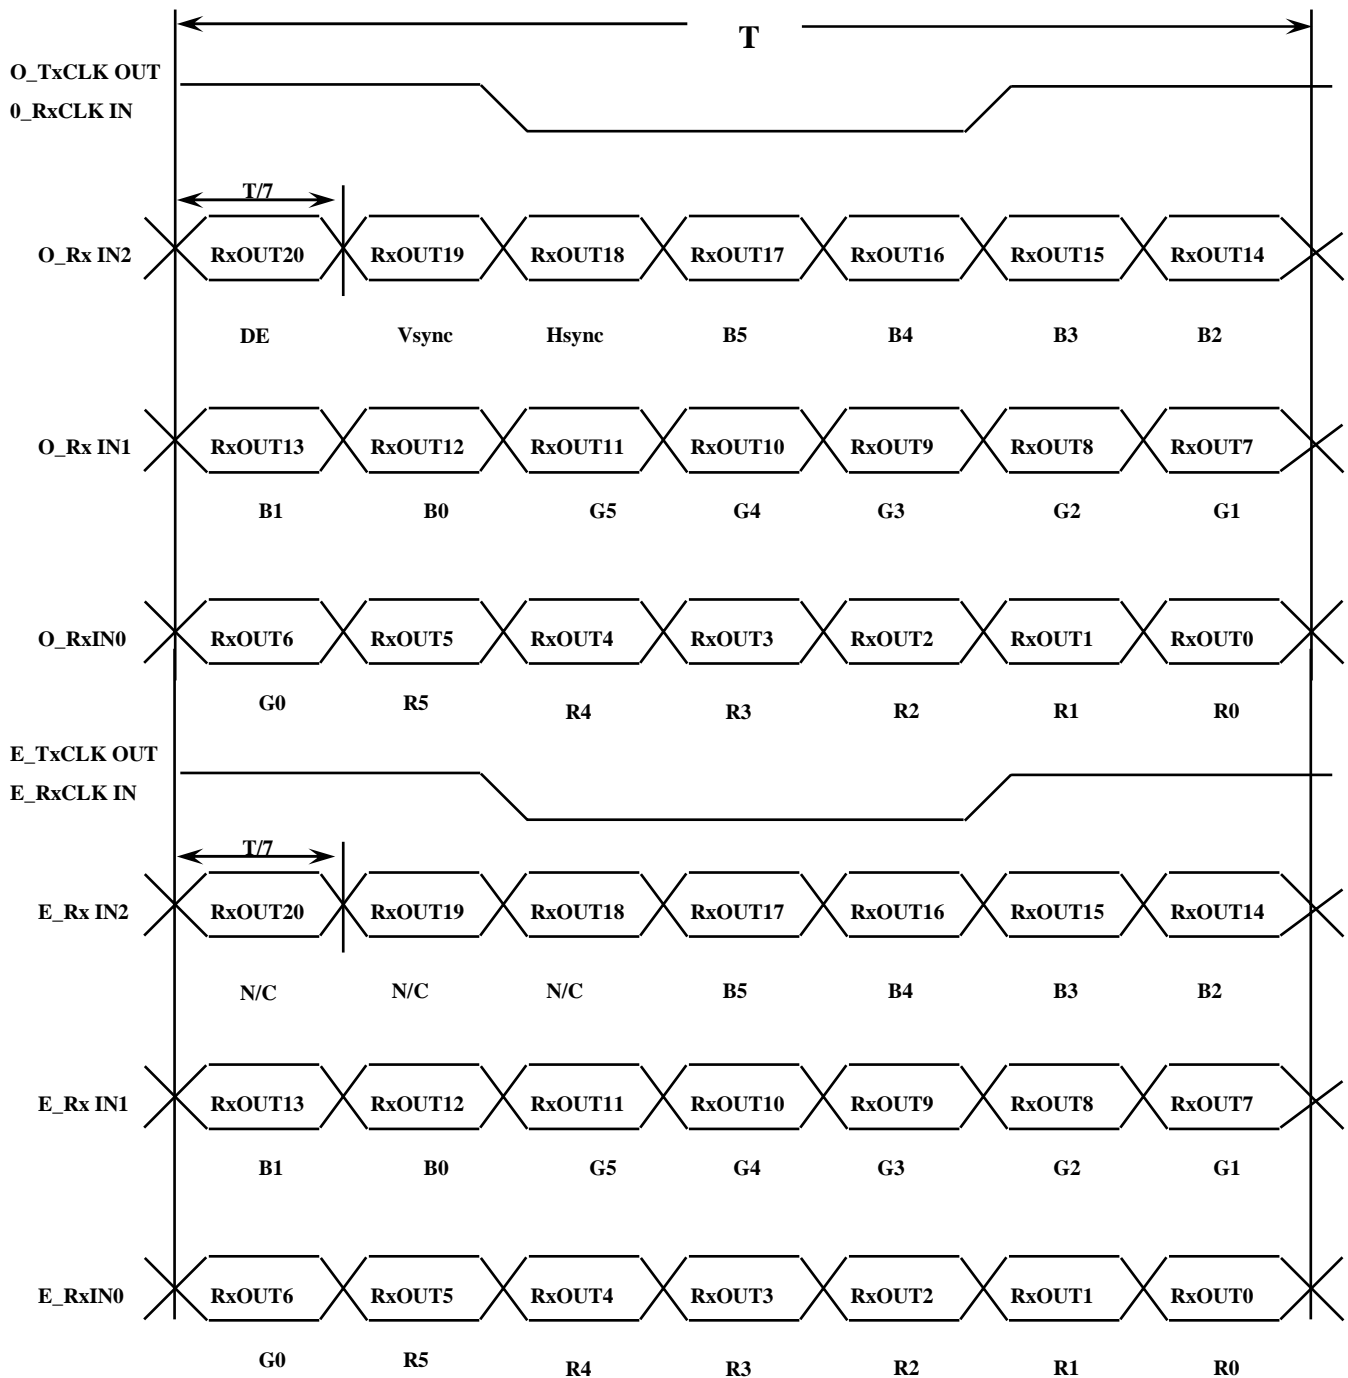 T
O_TxCLK OUT
0_RxCLK IN
T/7
O_Rx IN2 RxOUT20 RxOUT19 RxOUT18 RxOUT17 RxOUT16 RxOUT15 RxOUT14
DE Vsync Hsync B5 B4 B3 B2
O_Rx IN1 RxOUT13 RxOUT12 RxOUT11 RxOUT10 RxOUT9 RxOUT8 RxOUT7
B1 B0 G5 G4 G3 G2 G1
O_RxIN0 RxOUT6 RxOUT5 RxOUT4 RxOUT3 RxOUT2 RxOUT1 RxOUT0
G0 R5 R4 R3 R2 R1 R0
E_TxCLK OUT
E_RxCLK IN
T/7
E_Rx IN2 RxOUT20 RxOUT19 RxOUT18 RxOUT17 RxOUT16 RxOUT15 RxOUT14
N/C N/C N/C B5 B4 B3 B2
E_Rx IN1 RxOUT13 RxOUT12 RxOUT11 RxOUT10 RxOUT9 RxOUT8 RxOUT7
B1 B0 G5 G4 G3 G2 G1
E_RxIN0 RxOUT6 RxOUT5 RxOUT4 RxOUT3 RxOUT2 RxOUT1 RxOUT0
G0 R5 R4 R3 R2 R1 R0